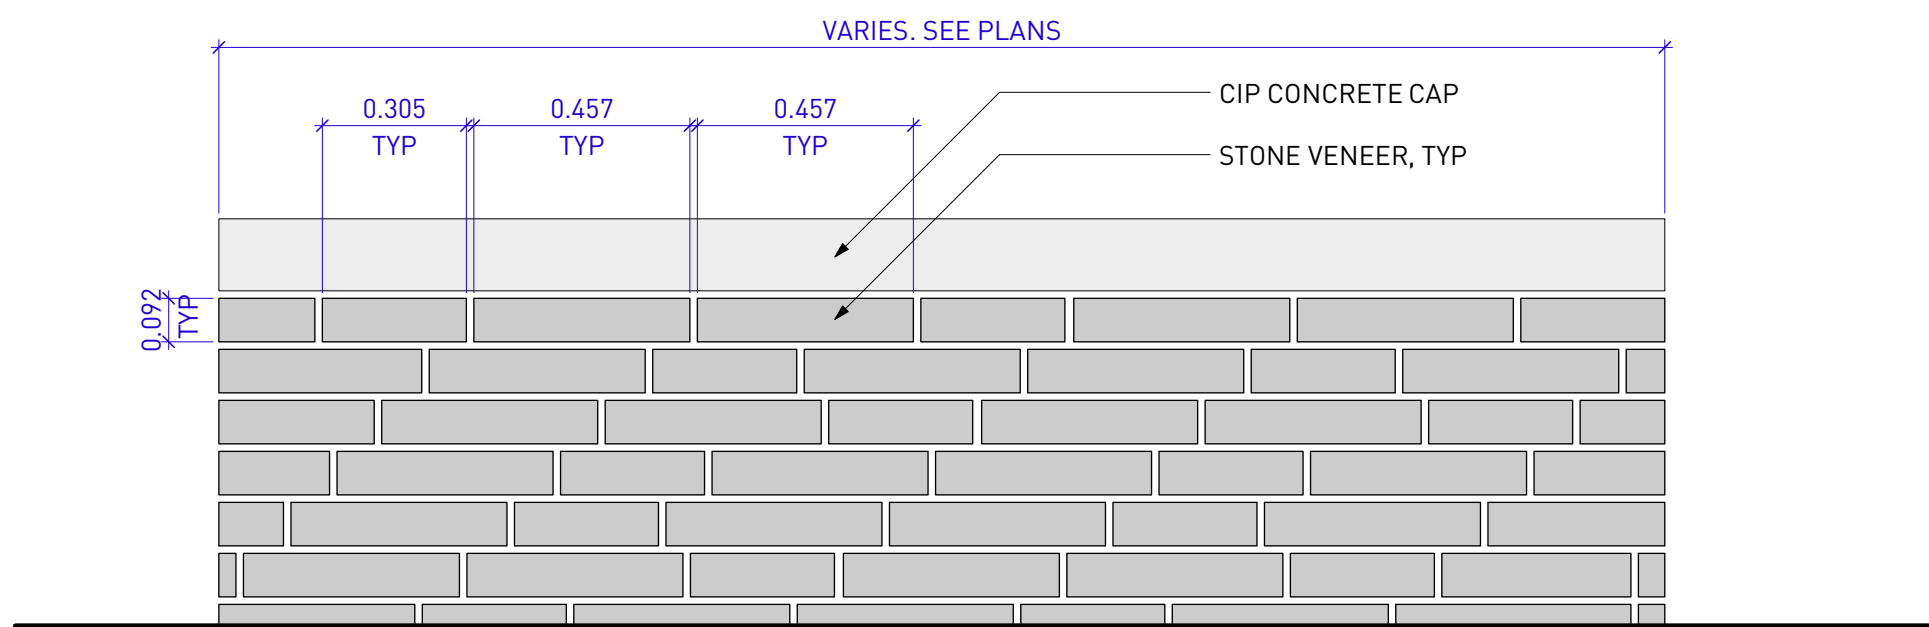 VARIES. SEE PLANS
0.305
TYP
0.457
TYP
0.457
TYP
CIP CONCRETE CAP
STONE VENEER, TYP
0.092
TYP